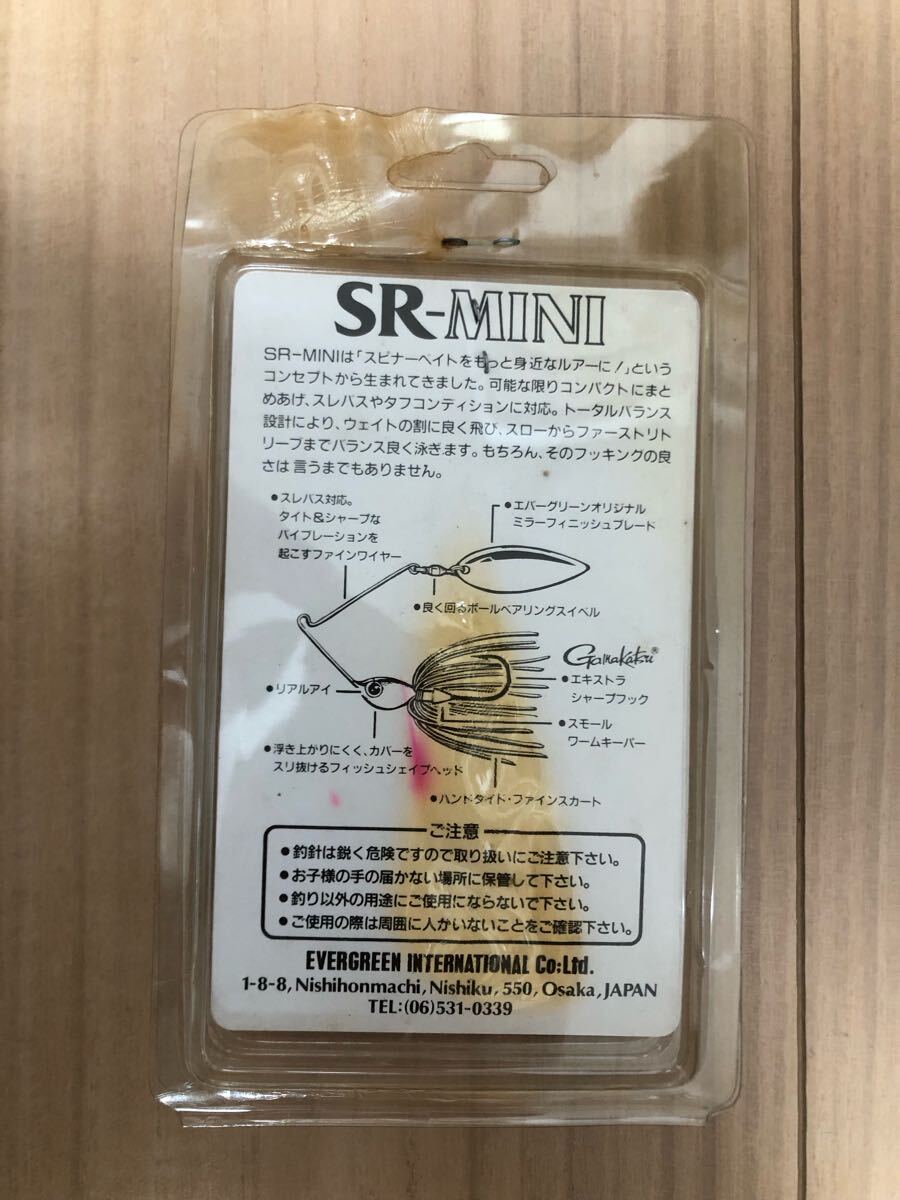 SR-MINI
SR-MINIは「スピナーベイトをもっと身近なルアーに！」という
コンセプトから生まれてきました。可能な限りコンパクトにまと
めあげ、スレバスやタフコンディションに対応。トータルバランス
設計により、ウェイトの割に良く飛び、スローからファーストリト
リーブまでバランス良く泳ぎます。もちろん、そのフッキングの良
さは言うまでもありません。
●スレバス対応。
タイト&シャープな
バイブレーションを
起こすファインワイヤー
●エバーグリーンオリジナル
ミラーフィニッシュブレード
●良く回るボールベアリングスイベル
Gamakatsu®
●エキストラ
シャープフック
●リアルアイ
●スモール
ワームキーパー
●浮き上がりにくく、カバーを
スリ抜けるフィッシュシェイプヘッド
●ハンドタイド・ファインスカート
ご注意
●釣針は鋭く危険ですので取り扱いにご注意下さい。
●お子様の手の届かない場所に保管して下さい。
●釣り以外の用途にご使用にならないで下さい。
●ご使用の際は周囲に人がいないことをご確認下さい。
EVERGREEN INTERNATIONAL Co:Ltd.
1-8-8, Nishihonmachi, Nishiku, 550, Osaka, JAPAN
TEL:(06)531-0339